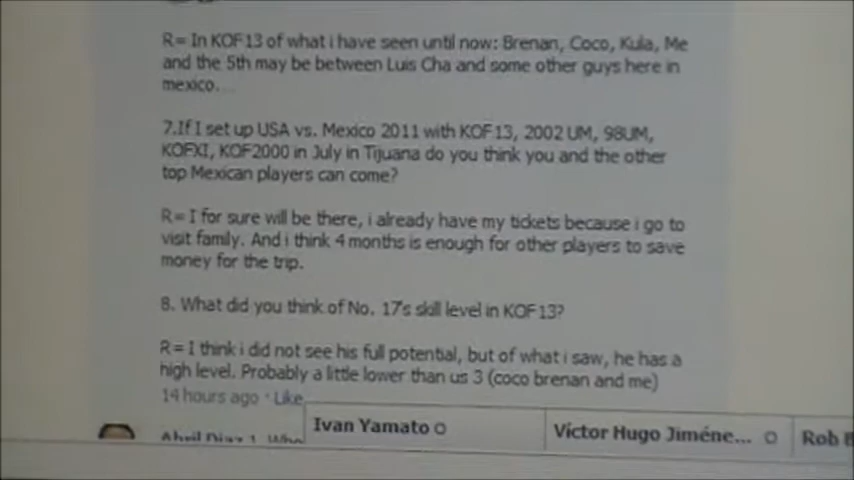 R= In KOF13 of what i have seen until now: Brenan, Coco, Kula, Me
and the 5th may be between Luis Cha and some other guys here in
mexico...
7.If I set up USA vs. Mexico 2011 with KOF13, 2002 UM, 98UM,
KOFXI, KOF2000 in July in Tijuana do you think you and the other
top Mexican players can come?
R= I for sure will be there, i already have my tickets because i go to
visit family. And i think 4 months is enough for other players to save
money for the trip.
8. What did you think of No. 17's skill level in KOF13?
R= I think i did not see his full potential, but of what i saw, he has a
high level. Probably a little lower than us 3 (coco brenan and me)
14 hours ago · Like
Abril Diaz 1. Who
Ivan Yamato
Víctor Hugo Jiméne...
Rob